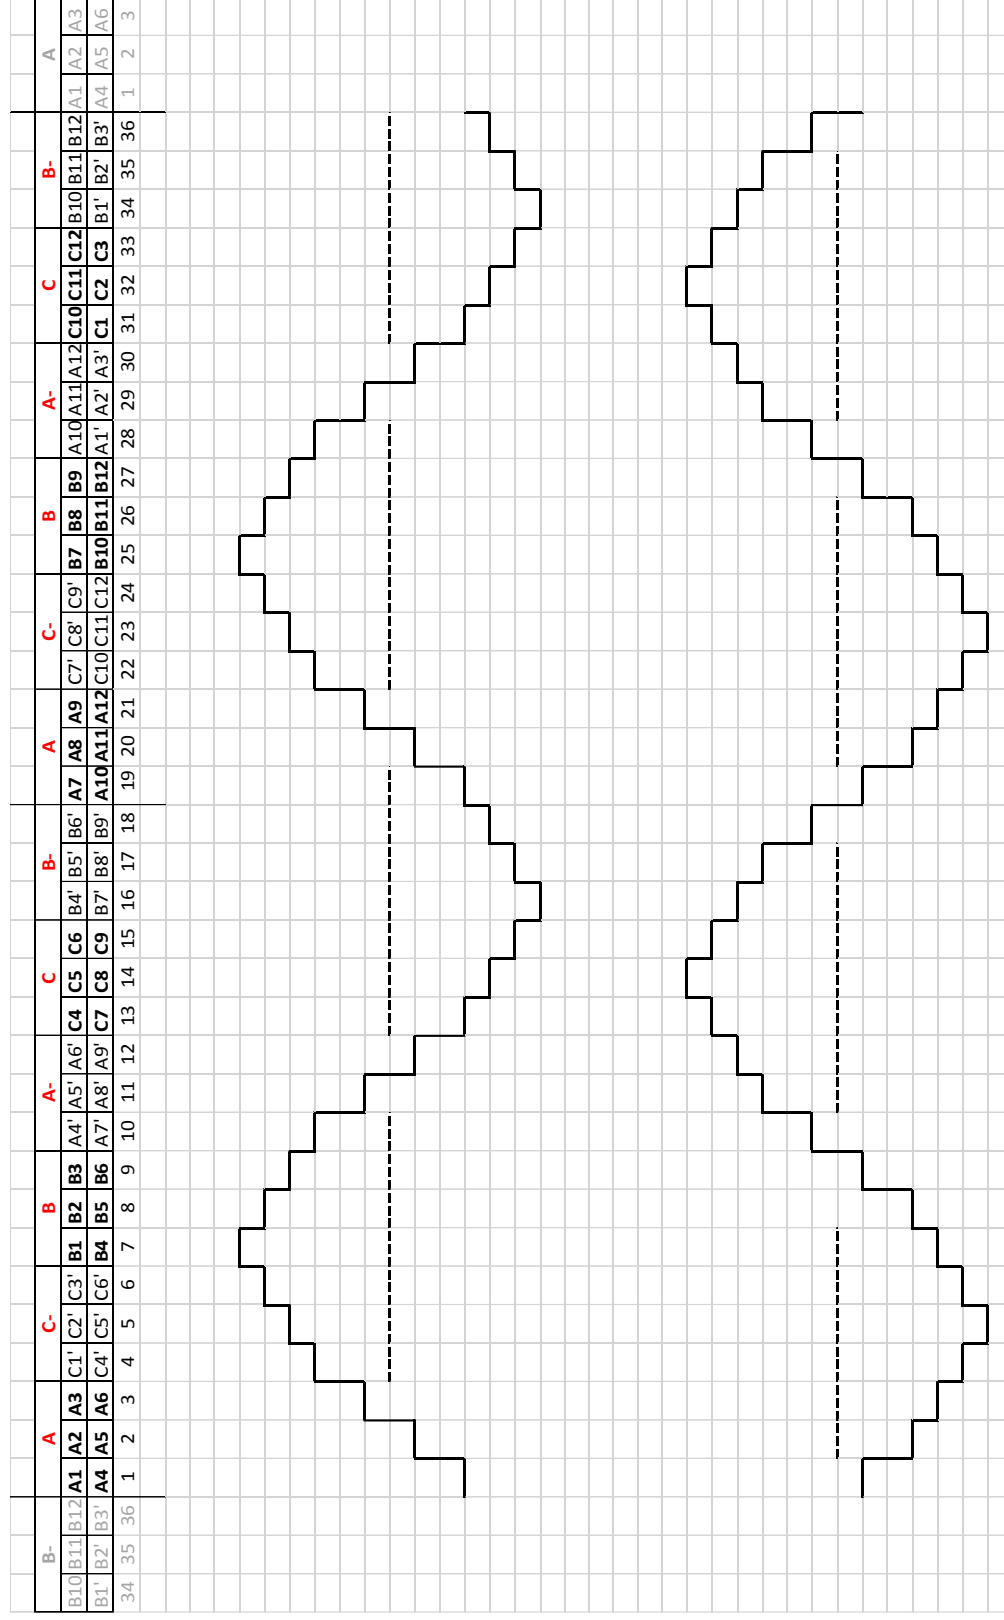 B- A C- B A- C B- A C- B A- C B- A
B10 B11 B12 A1 A2 A3 C1' C2' C3' B1 B2 B3 A4' A5' A6' C4 C5 C6 B4' B5' B6' A7 A8 A9 C7' C8' C9' B7 B8 B9 A10 A11 A12 C10 C11 C12 B10 B11 B12 A1 A2 A3
B1' B2' B3' A4 A5 A6 C4' C5' C6' B4 B5 B6 A7' A8' A9' C7 C8 C9 B7' B8' B9' A10 A11 A12 C10 C11 C12 B10 B11 B12 A1' A2' A3' C1 C2 C3 B1' B2' B3' A4 A5 A6
34 35 36 1 2 3 4 5 6 7 8 9 10 11 12 13 14 15 16 17 18 19 20 21 22 23 24 25 26 27 28 29 30 31 32 33 34 35 36 1 2 3